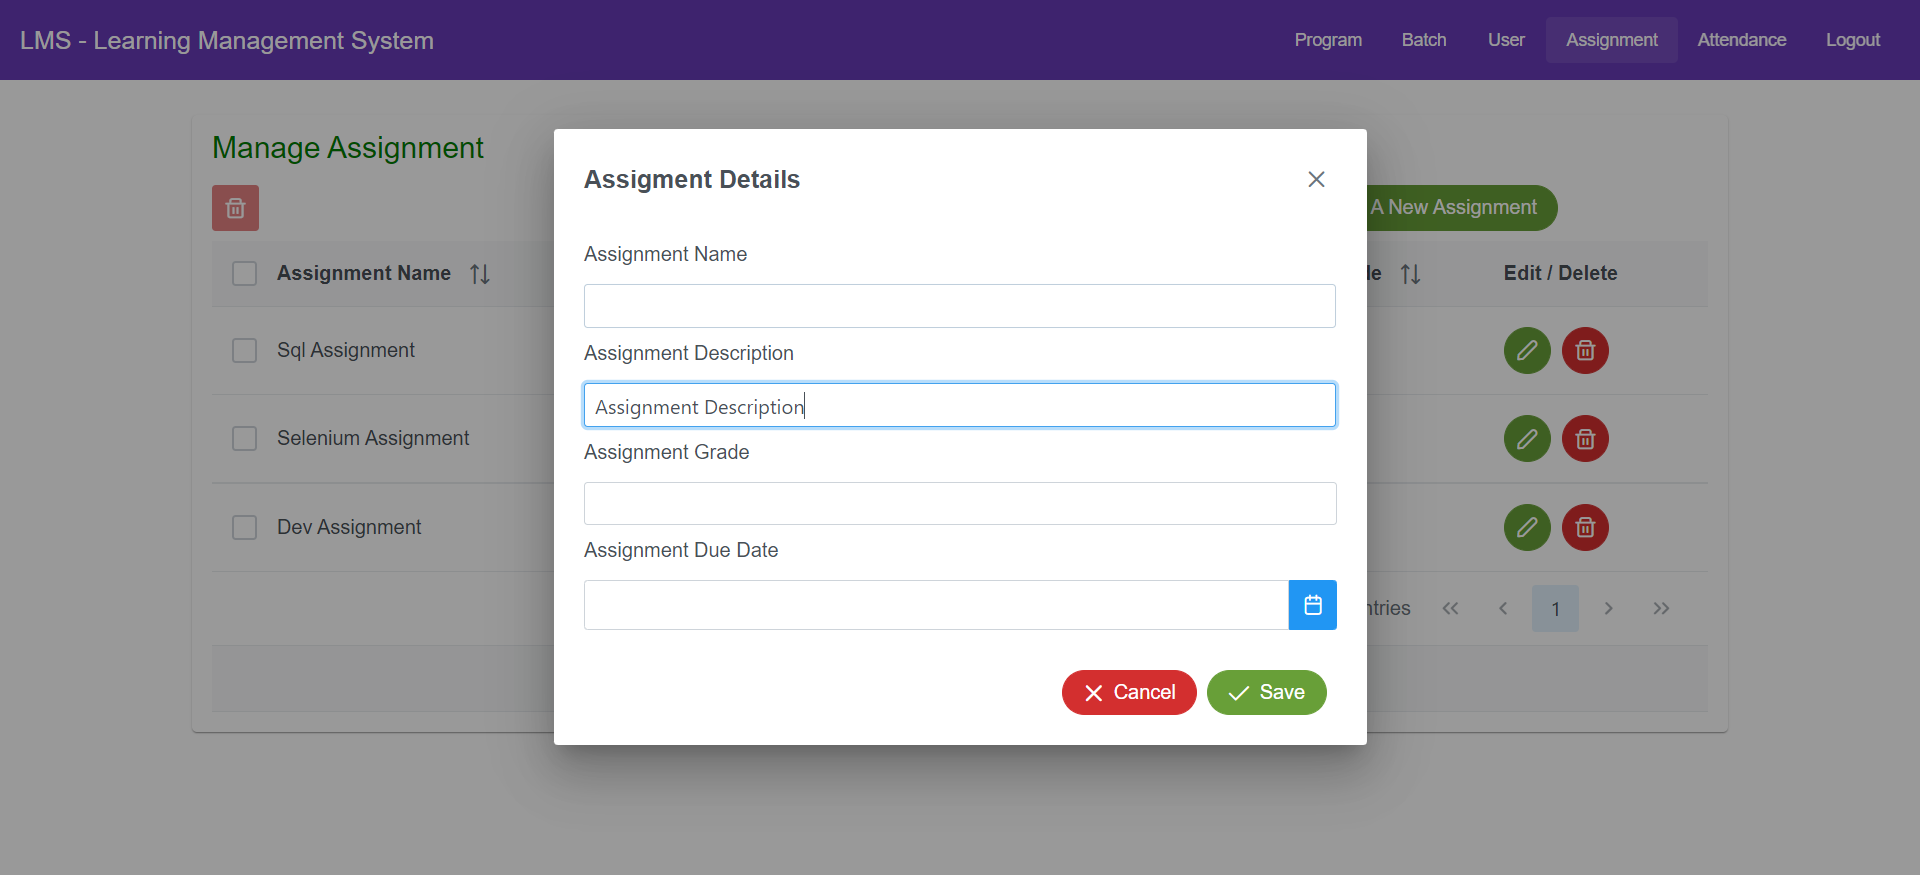 LMS - Learning Management System
Program Batch User Assignment Attendance Logout
Manage Assignment
A New Assignment
Assignment Name
Edit / Delete
Sql Assignment
Selenium Assignment
Dev Assignment
1
Assigment Details
Assignment Name
Assignment Description
Assignment Description
Assignment Grade
Assignment Due Date
Cancel Save